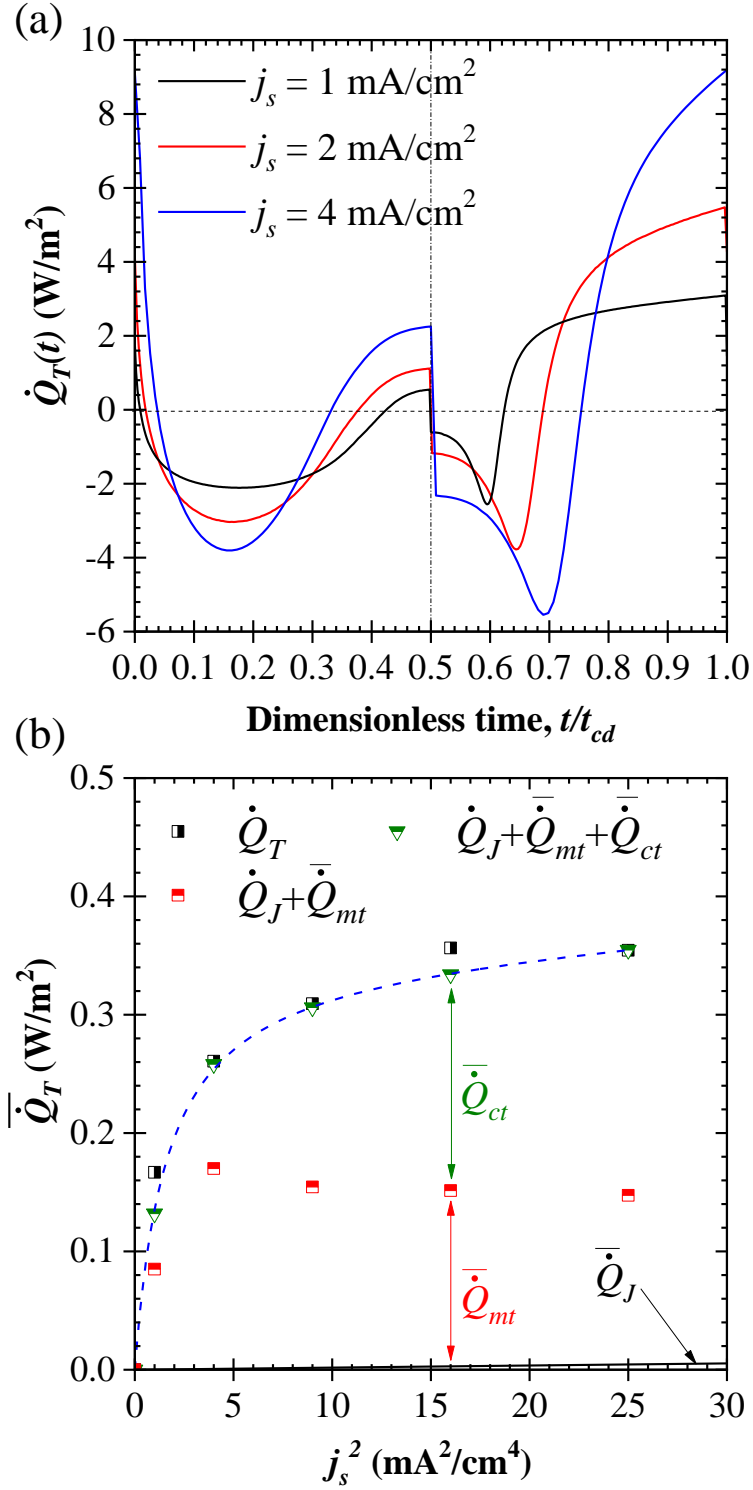 (a)
10
8
6
4
2
0
-2
-4
-6
Q̇_T(t) (W/m²)
j_s = 1 mA/cm²
j_s = 2 mA/cm²
j_s = 4 mA/cm²
0.0 0.1 0.2 0.3 0.4 0.5 0.6 0.7 0.8 0.9 1.0
Dimensionless time, t/t_cd
(b)
0.5
0.4
0.3
0.2
0.1
0.0
Q̇̅_T (W/m²)
Q̇_T
Q̇_J+Q̇̅_mt+Q̇̅_ct
Q̇_J+Q̇̅_mt
Q̇̅_ct
Q̇̅_mt
Q̇̅_J
0 5 10 15 20 25 30
j_s² (mA²/cm⁴)